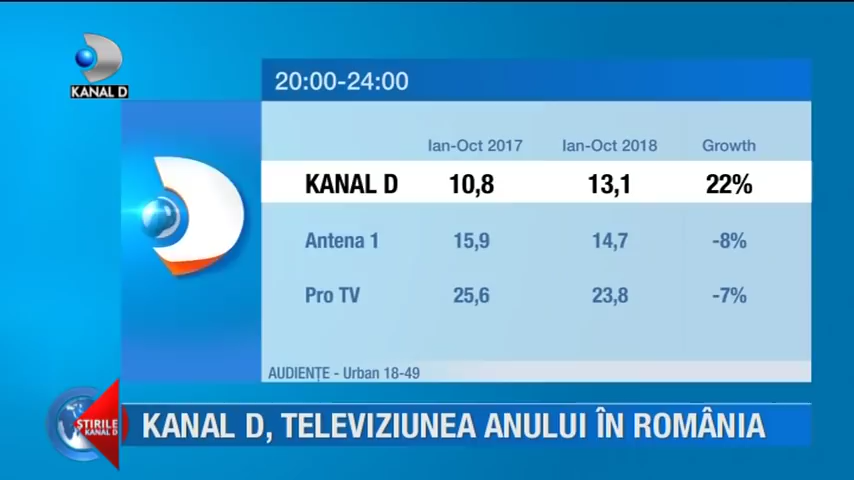 KANAL D
20:00-24:00
Ian-Oct 2017 Ian-Oct 2018 Growth
KANAL D 10,8 13,1 22%
Antena 1 15,9 14,7 -8%
Pro TV 25,6 23,8 -7%
AUDIENȚE - Urban 18-49
ȘTIRILE
KANAL D
KANAL D, TELEVIZIUNEA ANULUI ÎN ROMÂNIA